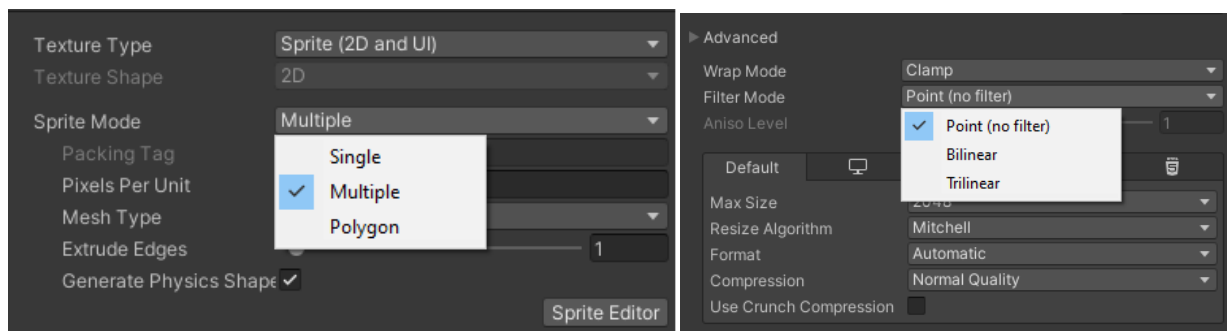 Texture Type Sprite (2D and UI)
Texture Shape 2D
Sprite Mode Multiple
Single
Packing Tag
Multiple
Pixels Per Unit
Mesh Type
Polygon
Extrude Edges 1
Generate Physics Shape
Sprite Editor
Advanced
Wrap Mode Clamp
Filter Mode Point (no filter)
Aniso Level 1
Point (no filter)
Bilinear
Default
Trilinear
Max Size 2048
Resize Algorithm Mitchell
Format Automatic
Compression Normal Quality
Use Crunch Compression